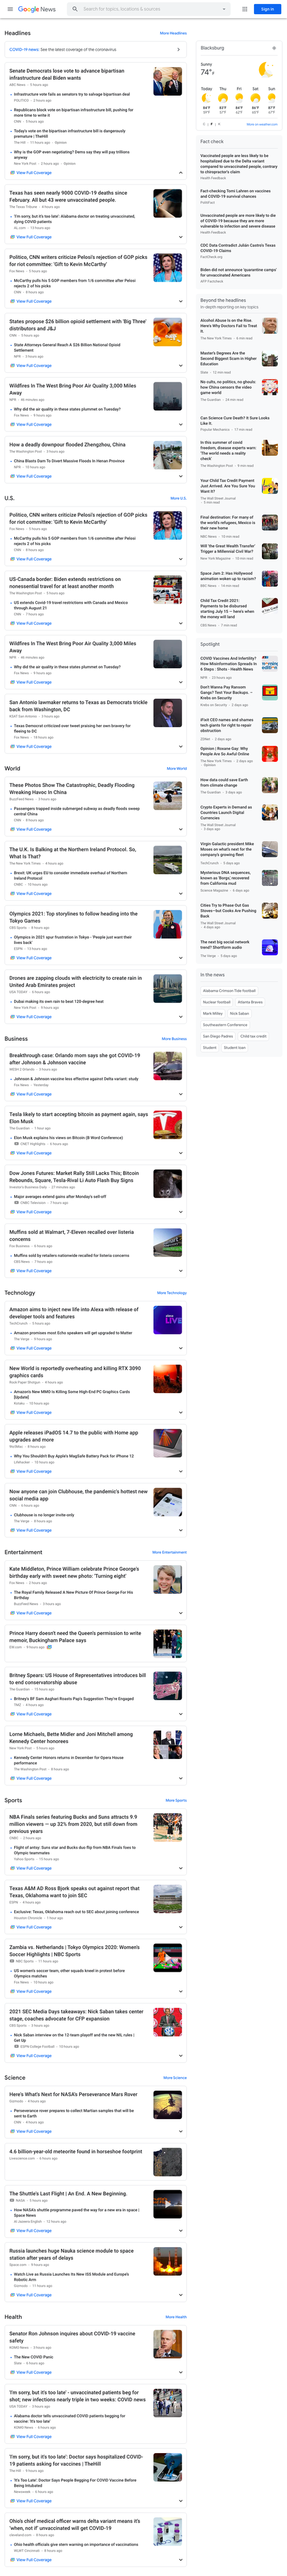 Google News
Search for topics, locations & sources
Sign in
Headlines
More Headlines
COVID-19 news: See the latest coverage of the coronavirus
Senate Democrats lose vote to advance bipartisan
infrastructure deal Biden wants
Infrastructure vote fails as senators try to salvage bipartisan deal
Republicans block vote on bipartisan infrastructure bill, pushing for
more time to write it
Today's vote on the bipartisan infrastructure bill is dangerously
premature | TheHill
Why is the GOP even negotiating? Dems say they will pay trillions
anyway
View Full Coverage
Texas has seen nearly 9000 COVID-19 deaths since
February. All but 43 were unvaccinated people.
'I'm sorry, but it's too late': Alabama doctor on treating unvaccinated,
dying COVID patients
View Full Coverage
Politico, CNN writers criticize Pelosi's rejection of GOP picks
for riot committee: 'Gift to Kevin McCarthy'
McCarthy pulls his 5 GOP members from 1/6 committee after Pelosi
rejects 2 of his picks
View Full Coverage
States propose $26 billion opioid settlement with 'Big Three'
distributors and J&J
State Attorneys General Reach A $26 Billion National Opioid
Settlement
View Full Coverage
Wildfires In The West Bring Poor Air Quality 3,000 Miles
Away
Why did the air quality in these states plummet on Tuesday?
View Full Coverage
How a deadly downpour flooded Zhengzhou, China
China Blasts Dam To Divert Massive Floods In Henan Province
View Full Coverage
U.S.
More U.S.
Politico, CNN writers criticize Pelosi's rejection of GOP picks
for riot committee: 'Gift to Kevin McCarthy'
McCarthy pulls his 5 GOP members from 1/6 committee after Pelosi
rejects 2 of his picks
View Full Coverage
US-Canada border: Biden extends restrictions on
nonessential travel for at least another month
US extends Covid-19 travel restrictions with Canada and Mexico
through August 21
View Full Coverage
Wildfires In The West Bring Poor Air Quality 3,000 Miles
Away
Why did the air quality in these states plummet on Tuesday?
View Full Coverage
San Antonio lawmaker returns to Texas as Democrats trickle
back from Washington, DC
Texas Democrat criticized over tweet praising her own bravery for
fleeing to DC
View Full Coverage
World
More World
These Photos Show The Catastrophic, Deadly Flooding
Wreaking Havoc In China
Passengers trapped inside submerged subway as deadly floods sweep
central China
View Full Coverage
The U.K. Is Balking at the Northern Ireland Protocol. So,
What Is That?
Brexit: UK urges EU to consider immediate overhaul of Northern
Ireland Protocol
View Full Coverage
Olympics 2021: Top storylines to follow heading into the
Tokyo Games
Olympics in 2021 spur frustration in Tokyo - 'People just want their
lives back'
View Full Coverage
Drones are zapping clouds with electricity to create rain in
United Arab Emirates project
Dubai making its own rain to beat 120-degree heat
View Full Coverage
Business
More Business
Breakthrough case: Orlando mom says she got COVID-19
after Johnson & Johnson vaccine
Johnson & Johnson vaccine less effective against Delta variant: study
View Full Coverage
Tesla likely to start accepting bitcoin as payment again, says
Elon Musk
Elon Musk explains his views on Bitcoin (B Word Conference)
View Full Coverage
Dow Jones Futures: Market Rally Still Lacks This; Bitcoin
Rebounds, Square, Tesla-Rival Li Auto Flash Buy Signs
Major averages extend gains after Monday's sell-off
View Full Coverage
Muffins sold at Walmart, 7-Eleven recalled over listeria
concerns
Muffins sold by retailers nationwide recalled for listeria concerns
View Full Coverage
Technology
More Technology
Amazon aims to inject new life into Alexa with release of
developer tools and features
Amazon promises most Echo speakers will get upgraded to Matter
View Full Coverage
New World is reportedly overheating and killing RTX 3090
graphics cards
Amazon's New MMO Is Killing Some High-End PC Graphics Cards
[Update]
View Full Coverage
Apple releases iPadOS 14.7 to the public with Home app
upgrades and more
Why You Shouldn't Buy Apple's MagSafe Battery Pack for iPhone 12
View Full Coverage
Now anyone can join Clubhouse, the pandemic's hottest new
social media app
Clubhouse is no longer invite only
View Full Coverage
Entertainment
More Entertainment
Kate Middleton, Prince William celebrate Prince George's
birthday early with sweet new photo: 'Turning eight'
The Royal Family Released A New Picture Of Prince George For His
Birthday
View Full Coverage
Prince Harry doesn't need the Queen's permission to write
memoir, Buckingham Palace says
Britney Spears: US House of Representatives introduces bill
to end conservatorship abuse
Britney's BF Sam Asghari Roasts Pap's Suggestion They're Engaged
View Full Coverage
Lorne Michaels, Bette Midler and Joni Mitchell among
Kennedy Center honorees
Kennedy Center Honors returns in December for Opera House
performance
View Full Coverage
Sports
More Sports
NBA Finals series featuring Bucks and Suns attracts 9.9
million viewers — up 32% from 2020, but still down from
previous years
View Full Coverage
Texas A&M AD Ross Bjork speaks out against report that
Texas, Oklahoma want to join SEC
Exclusive: Texas, Oklahoma reach out to SEC about joining conference
View Full Coverage
Zambia vs. Netherlands | Tokyo Olympics 2020: Women's
Soccer Highlights | NBC Sports
US women's soccer team, other squads kneel in protest before
Olympics matches
View Full Coverage
2021 SEC Media Days takeaways: Nick Saban takes center
stage, coaches advocate for CFP expansion
Nick Saban interview on the 12-team playoff and the new NIL rules |
Get Up
View Full Coverage
Science
More Science
Here's What's Next for NASA's Perseverance Mars Rover
Perseverance rover prepares to collect Martian samples that will be
sent to Earth
View Full Coverage
4.6 billion-year-old meteorite found in horseshoe footprint
The Shuttle's Last Flight | An End. A New Beginning.
How NASA's shuttle programme paved the way for a new era in space |
Space News
View Full Coverage
Russia launches huge Nauka science module to space
station after years of delays
Watch Live as Russia Launches Its New ISS Module and Europe's
Robotic Arm
View Full Coverage
Health
More Health
Senator Ron Johnson inquires about COVID-19 vaccine
safety
The New COVID Panic
View Full Coverage
'I'm sorry, but it's too late' - unvaccinated patients beg for
shot; new infections nearly triple in two weeks: COVID news
Alabama doctor tells unvaccinated COVID patients begging for
vaccine: 'It's too late'
View Full Coverage
'I'm sorry, but it's too late': Doctor says hospitalized COVID-
19 patients asking for vaccines | TheHill
'It's Too Late': Doctor Says People Begging For COVID Vaccine Before
Being Intubated
View Full Coverage
Ohio's chief medical officer warns delta variant means it's
'when, not if' unvaccinated will get COVID-19
Ohio health officials give stern warning on importance of vaccinations
View Full Coverage
Blacksburg
Sunny
74°
Today
Thu
Fri
Sat
Sun
Fact check
Vaccinated people are less likely to be
hospitalized due to the Delta variant
compared to unvaccinated people, contrary
to chiropractor's claim
Health Feedback
Fact-checking Tomi Lahren on vaccines
and COVID-19 survival chances
PolitiFact
Unvaccinated people are more likely to die
of COVID-19 because they are more
vulnerable to infection and severe disease
Health Feedback
CDC Data Contradict Julián Castro's Texas
COVID-19 Claims
FactCheck.org
Biden did not announce 'quarantine camps'
for unvaccinated Americans
AFP Factcheck
Beyond the headlines
In-depth reporting on key topics
Alcohol Abuse Is on the Rise.
Here's Why Doctors Fail to Treat
It.
Master's Degrees Are the
Second Biggest Scam in Higher
Education
No cults, no politics, no ghouls:
how China censors the video
game world
Can Science Cure Death? It Sure Looks
Like It.
In this summer of covid
freedom, disease experts warn:
'The world needs a reality
check'
Your Child Tax Credit Payment
Just Arrived. Are You Sure You
Want It?
Final destination: For many of
the world's refugees, Mexico is
their new home
Will 'the Great Wealth Transfer'
Trigger a Millennial Civil War?
Space Jam 2: Has Hollywood
animation woken up to racism?
Child Tax Credit 2021:
Payments to be disbursed
starting July 15 — here's when
the money will land
Spotlight
COVID Vaccines And Infertility?
How Misinformation Spreads In
6 Steps : Shots - Health News
Don't Wanna Pay Ransom
Gangs? Test Your Backups. –
Krebs on Security
iFixit CEO names and shames
tech giants for right to repair
obstruction
Opinion | Roxane Gay: Why
People Are So Awful Online
How data could save Earth
from climate change
Crypto Experts in Demand as
Countries Launch Digital
Currencies
Virgin Galactic president Mike
Moses on what's next for the
company's growing fleet
Mysterious DNA sequences,
known as 'Borgs,' recovered
from California mud
Cities Try to Phase Out Gas
Stoves—but Cooks Are Pushing
Back
The next big social network
trend? Shortform audio
In the news
Alabama Crimson Tide football
Nucléar football
Atlanta Braves
Mark Milley
Nick Saban
Southeastern Conference
San Diego Padres
Child tax credit
Student
Student loan